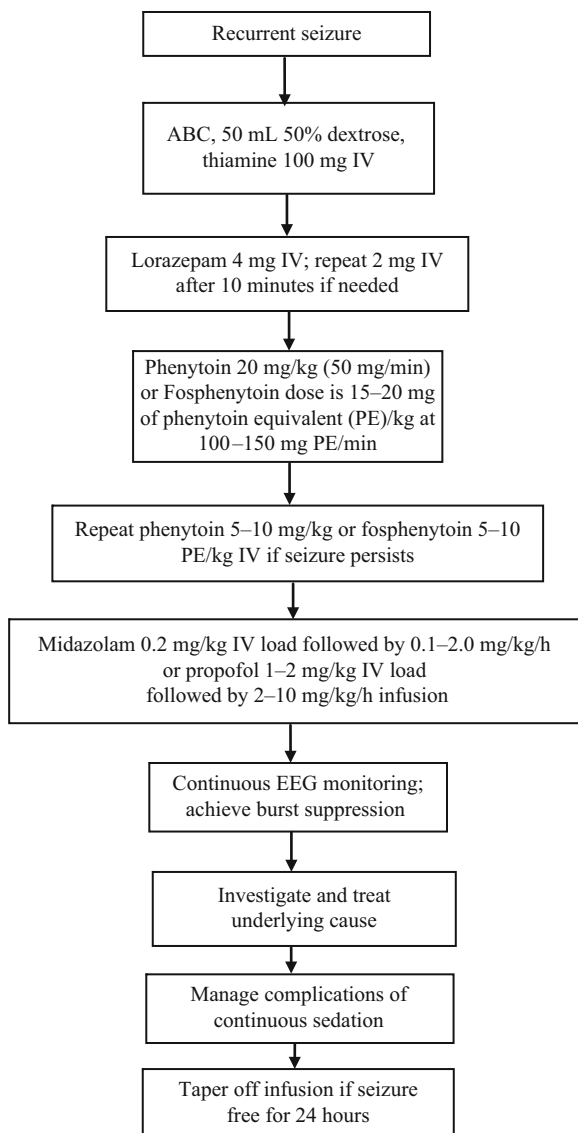 Recurrent seizure
ABC, 50 mL 50% dextrose,
thiamine 100 mg IV
Lorazepam 4 mg IV; repeat 2 mg IV
after 10 minutes if needed
Phenytoin 20 mg/kg (50 mg/min)
or Fosphenytoin dose is 15–20 mg
of phenytoin equivalent (PE)/kg at
100–150 mg PE/min
Repeat phenytoin 5–10 mg/kg or fosphenytoin 5–10
PE/kg IV if seizure persists
Midazolam 0.2 mg/kg IV load followed by 0.1–2.0 mg/kg/h
or propofol 1–2 mg/kg IV load
followed by 2–10 mg/kg/h infusion
Continuous EEG monitoring;
achieve burst suppression
Investigate and treat
underlying cause
Manage complications of
continuous sedation
Taper off infusion if seizure
free for 24 hours